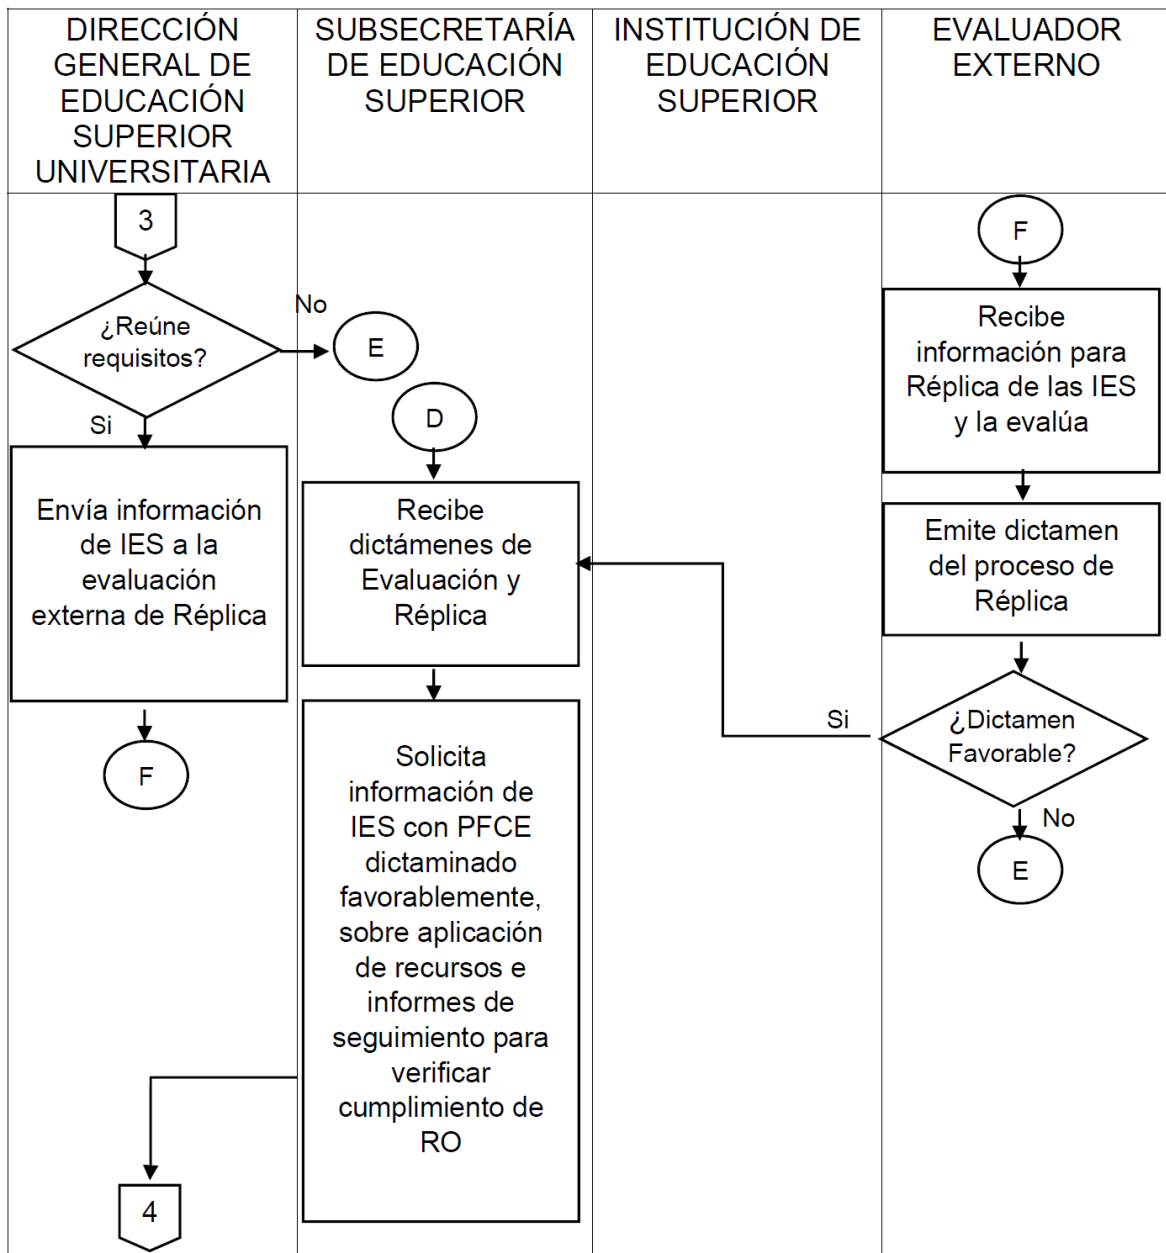 DIRECCIÓN
GENERAL DE
EDUCACIÓN
SUPERIOR
UNIVERSITARIA
SUBSECRETARÍA
DE EDUCACIÓN
SUPERIOR
INSTITUCIÓN DE
EDUCACIÓN
SUPERIOR
EVALUADOR
EXTERNO
3
¿Reúne
requisitos?
No
E
Si
Envía información
de IES a la
evaluación
externa de Réplica
F
D
Recibe
dictámenes de
Evaluación y
Réplica
Solicita
información de
IES con PFCE
dictaminado
favorablemente,
sobre aplicación
de recursos e
informes de
seguimiento para
verificar
cumplimiento de
RO
4
F
Recibe
información para
Réplica de las IES
y la evalúa
Emite dictamen
del proceso de
Réplica
¿Dictamen
Favorable?
Si
No
E